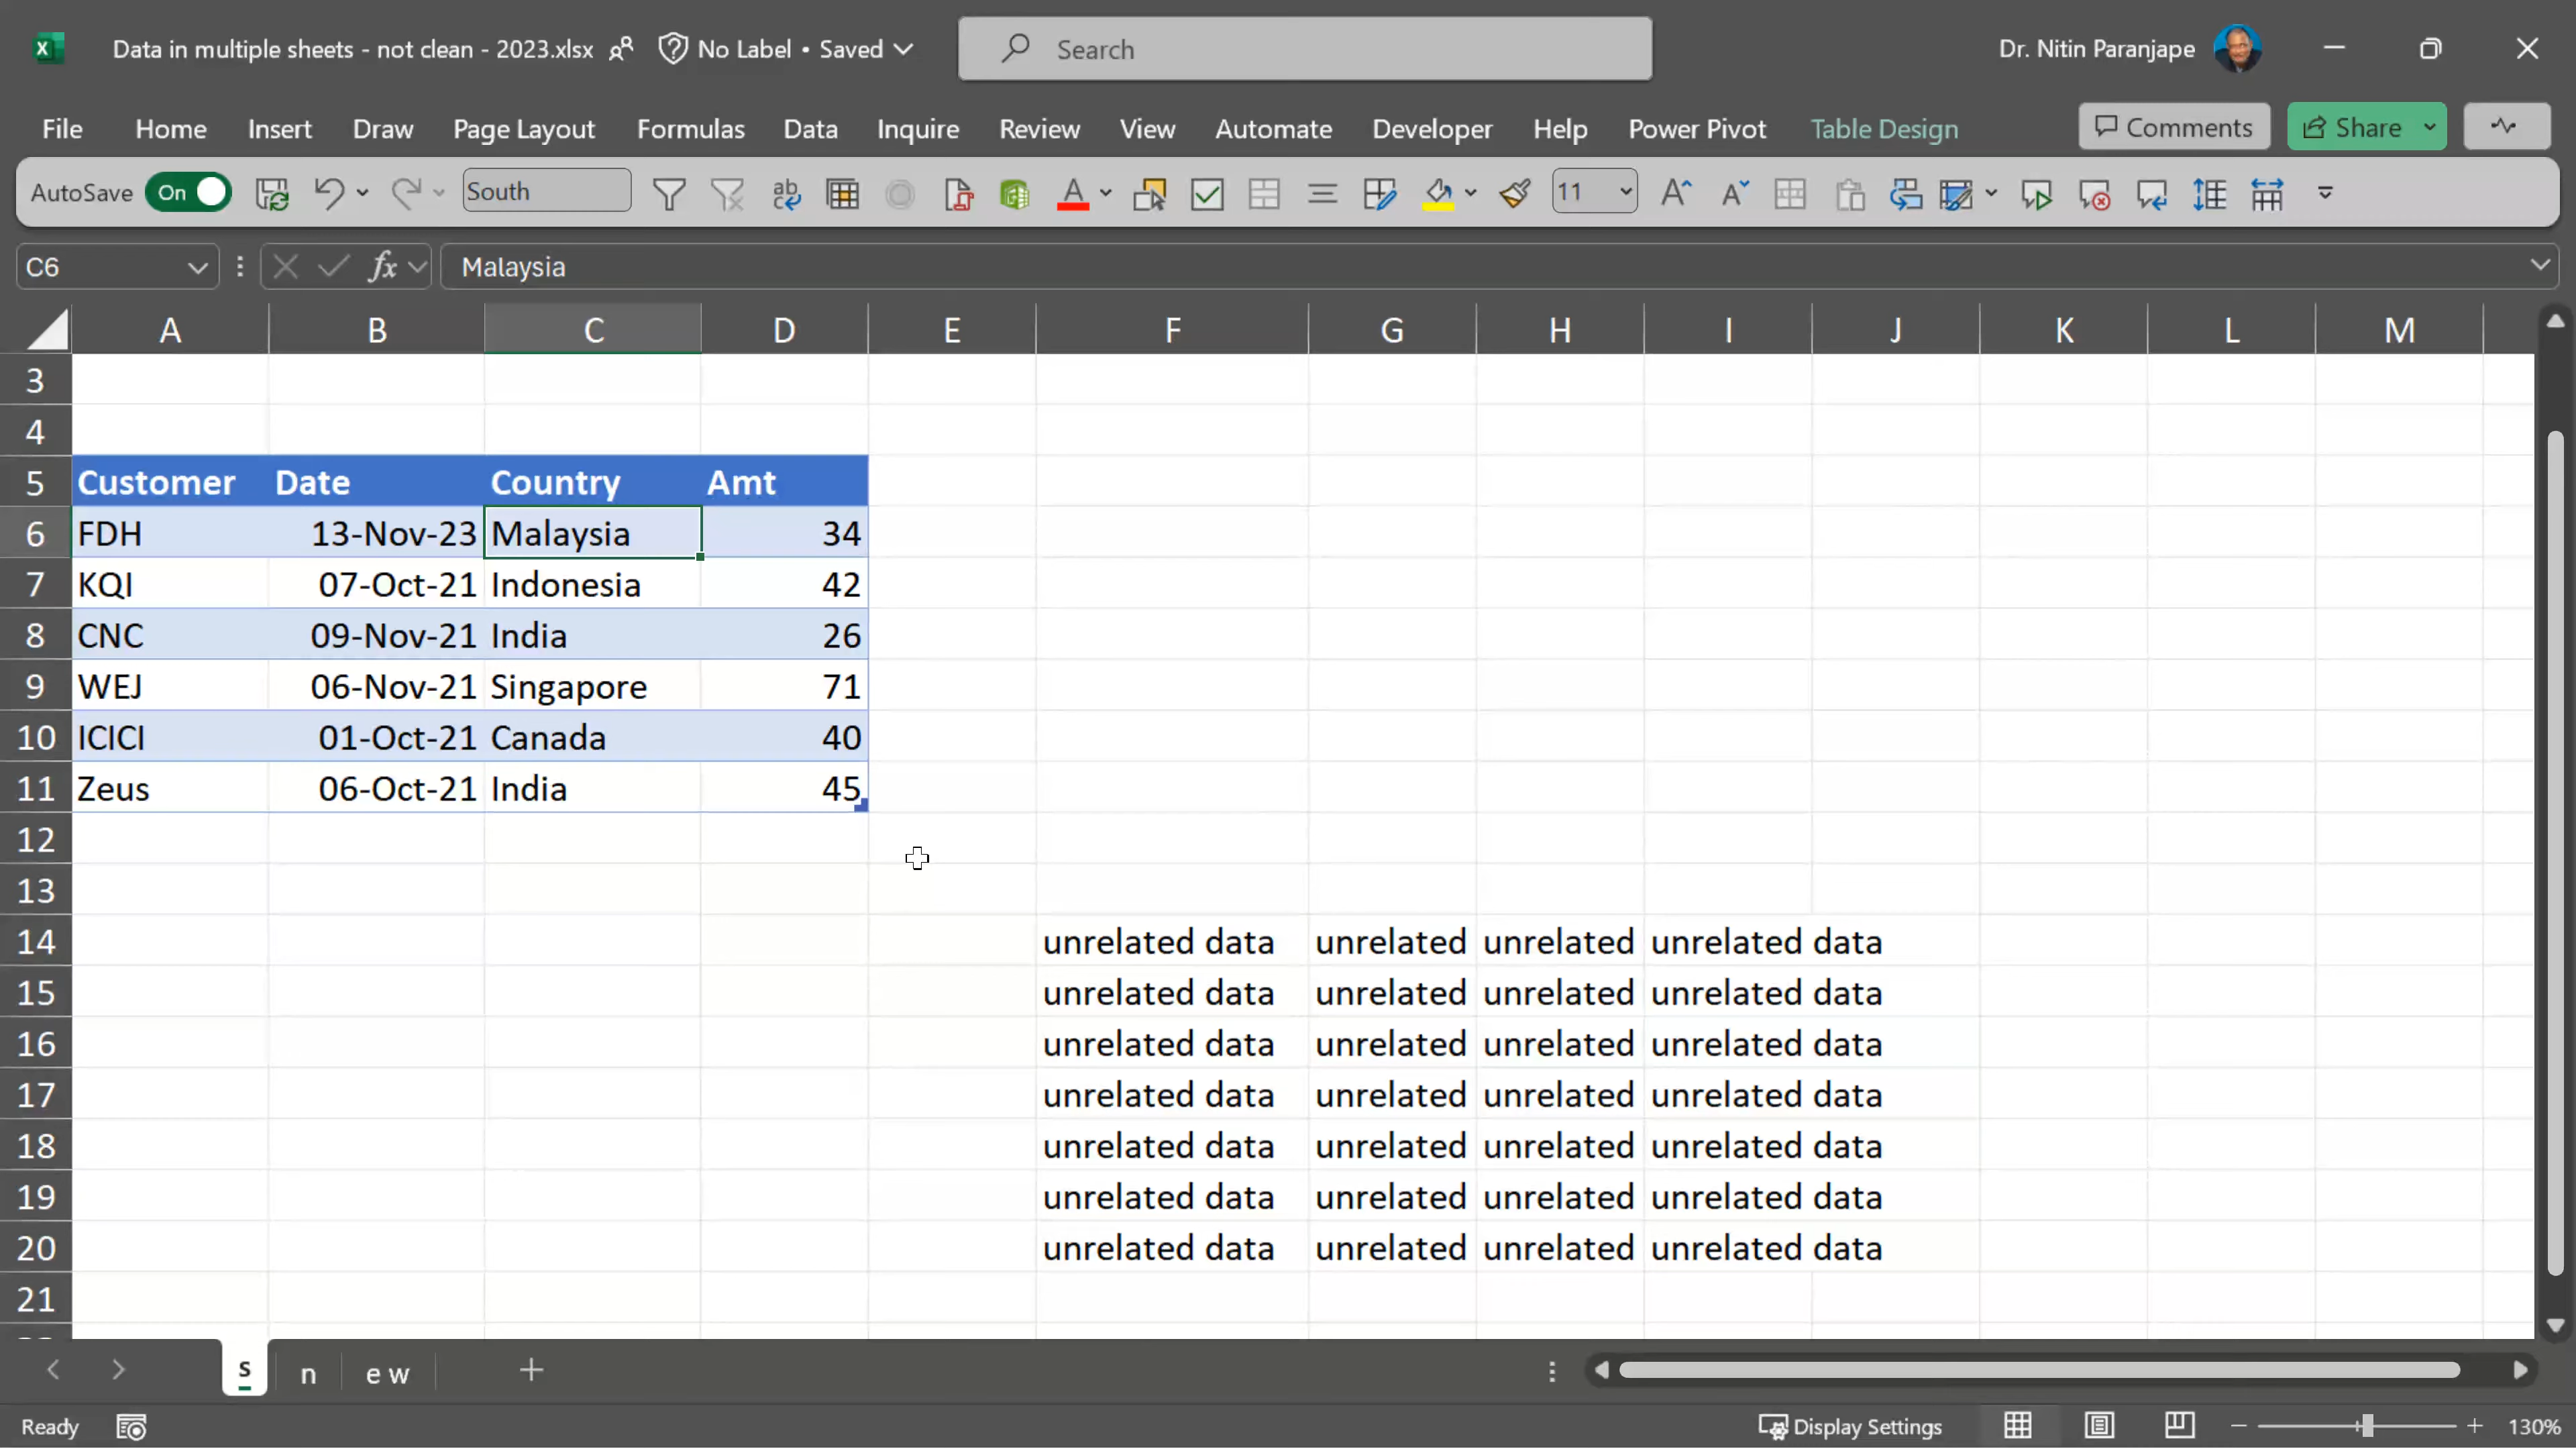 Data in multiple sheets - not clean - 2023.xlsx No Label • Saved Search Dr. Nitin Paranjape
File Home Insert Draw Page Layout Formulas Data Inquire Review View Automate Developer Help Power Pivot Table Design Comments Share
AutoSave On South ab c A 11 A A
C6 fx Malaysia
A B C D E F G H I J K L M
3
4
5 Customer Date Country Amt
6 FDH 13-Nov-23 Malaysia 34
7 KQI 07-Oct-21 Indonesia 42
8 CNC 09-Nov-21 India 26
9 WEJ 06-Nov-21 Singapore 71
10 ICICI 01-Oct-21 Canada 40
11 Zeus 06-Oct-21 India 45
12
13
14 unrelated data unrelated unrelated unrelated data
15 unrelated data unrelated unrelated unrelated data
16 unrelated data unrelated unrelated unrelated data
17 unrelated data unrelated unrelated unrelated data
18 unrelated data unrelated unrelated unrelated data
19 unrelated data unrelated unrelated unrelated data
20 unrelated data unrelated unrelated unrelated data
21
s n e w
Ready Display Settings 130%